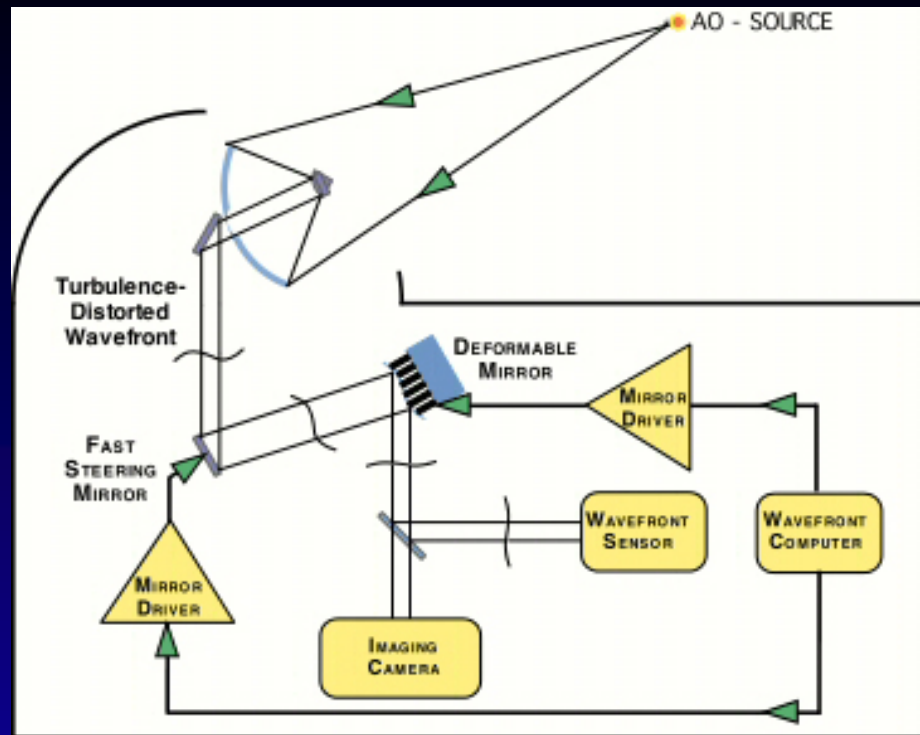 AO - SOURCE
Turbulence-
Distorted
Wavefront
DEFORMABLE
MIRROR
MIRROR
DRIVER
FAST
STEERING
MIRROR
WAVEFRONT
SENSOR
WAVEFRONT
COMPUTER
MIRROR
DRIVER
IMAGING
CAMERA